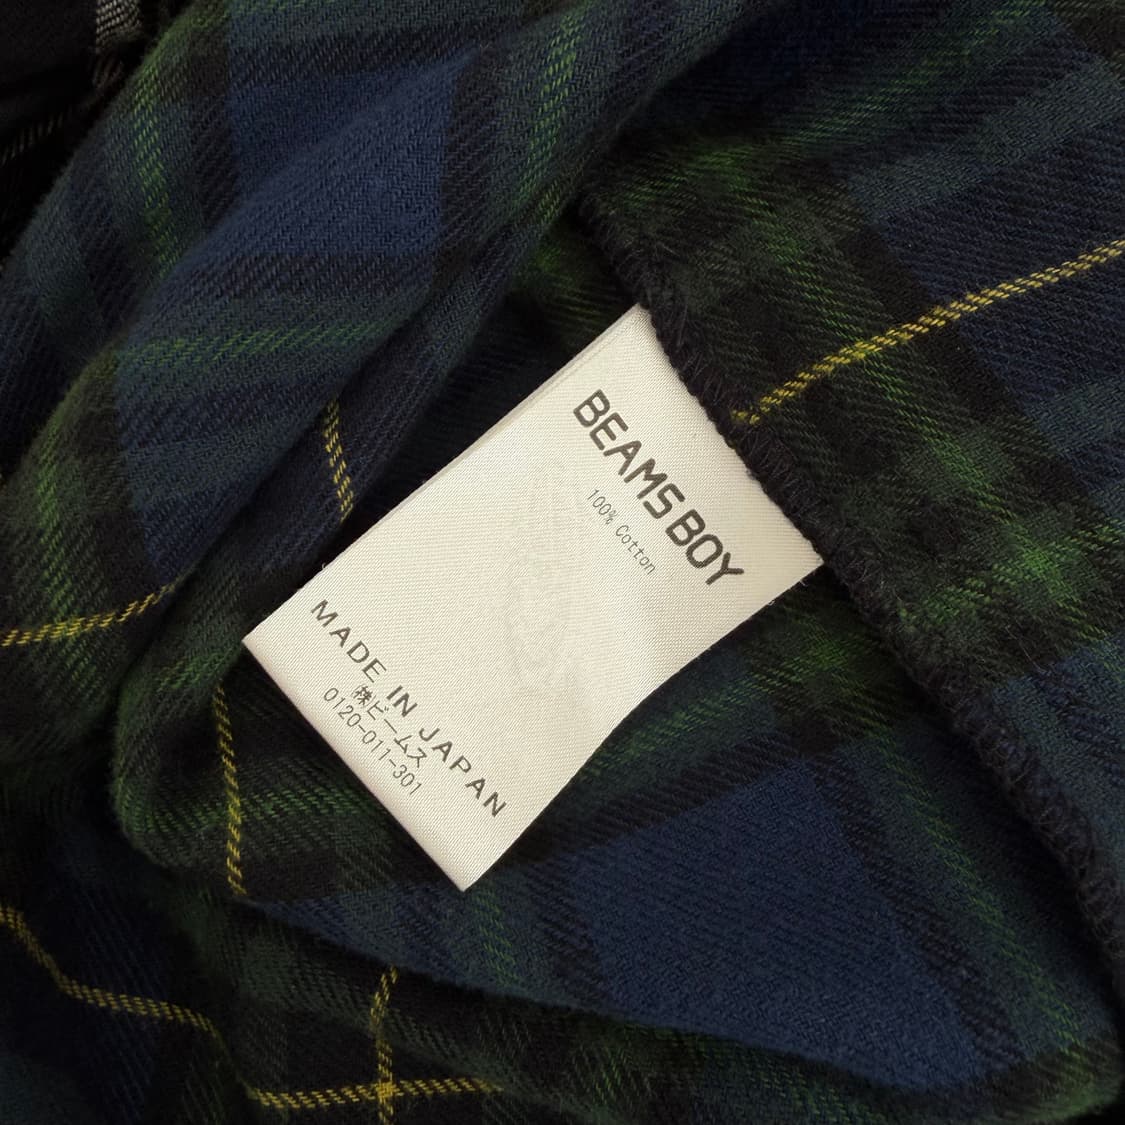 BEAMS BOY
100% Cotton
MADE IN JAPAN
㈱ビームス
0120-011-301